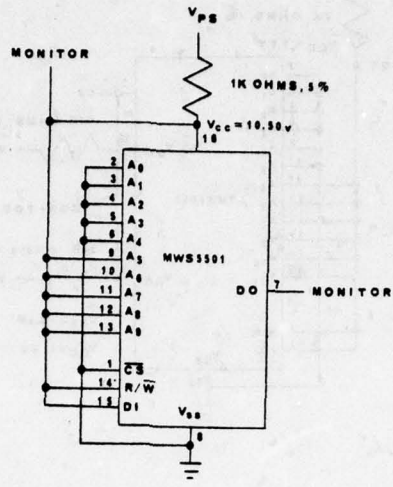 VPS
MONITOR
1K OHMS, 5%
VCC = 10.50v
16
2 A0
3 A1
4 A2
5 A3
6 A4
9 A5
10 A6
11 A7
12 A8
13 A9
MWS5501
DO 7 MONITOR
1 CS
14 R/W
15 DI
VSS
8